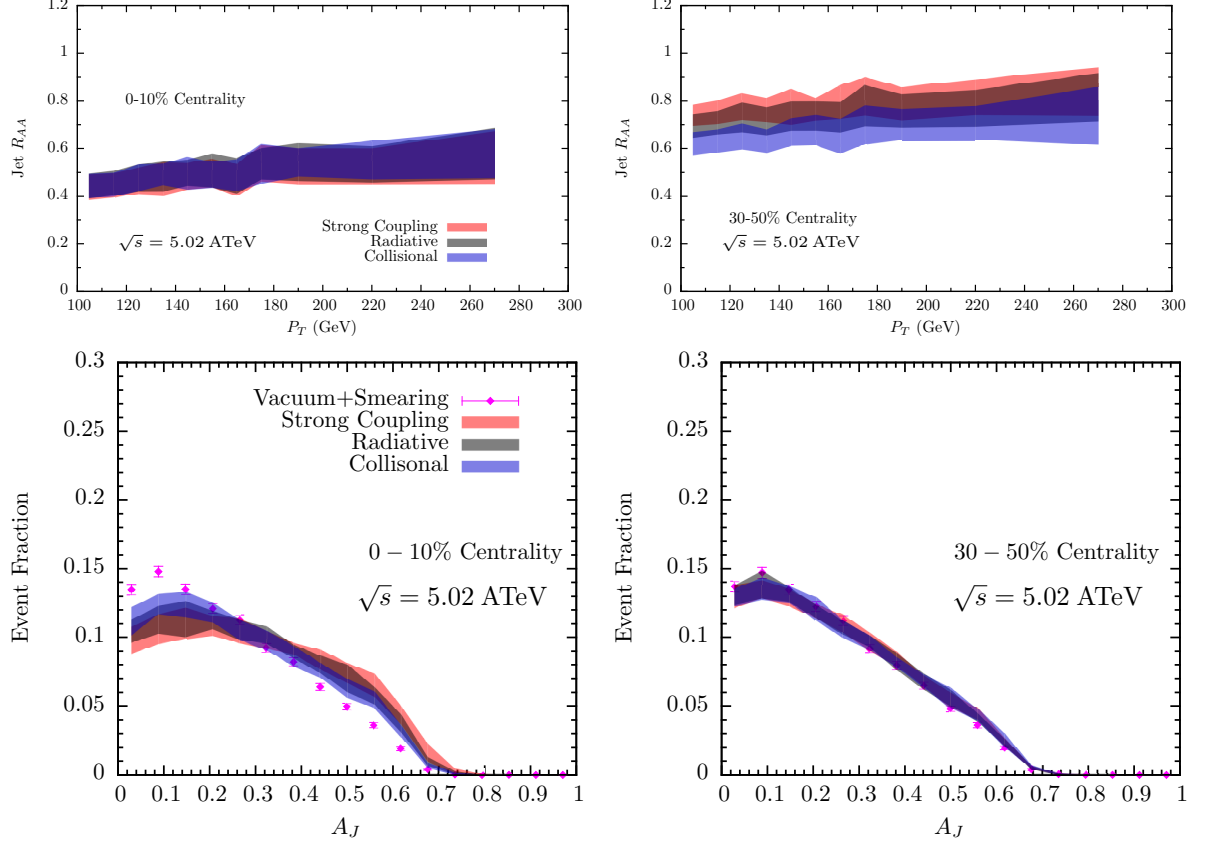 1.2
1
0.8
0.6
0.4
0.2
0
Jet R_{AA}
0-10% Centrality
√s = 5.02 ATeV
Strong Coupling
Radiative
Collisional
100 120 140 160 180 200 220 240 260 280 300
P_T (GeV)
1.2
1
0.8
0.6
0.4
0.2
0
Jet R_{AA}
30-50% Centrality
√s = 5.02 ATeV
100 120 140 160 180 200 220 240 260 280 300
P_T (GeV)
0.3
0.25
0.2
0.15
0.1
0.05
0
Event Fraction
Vacuum+Smearing
Strong Coupling
Radiative
Collisonal
0 − 10% Centrality
√s = 5.02 ATeV
0 0.1 0.2 0.3 0.4 0.5 0.6 0.7 0.8 0.9 1
A_J
0.3
0.25
0.2
0.15
0.1
0.05
0
Event Fraction
30 − 50% Centrality
√s = 5.02 ATeV
0 0.1 0.2 0.3 0.4 0.5 0.6 0.7 0.8 0.9 1
A_J